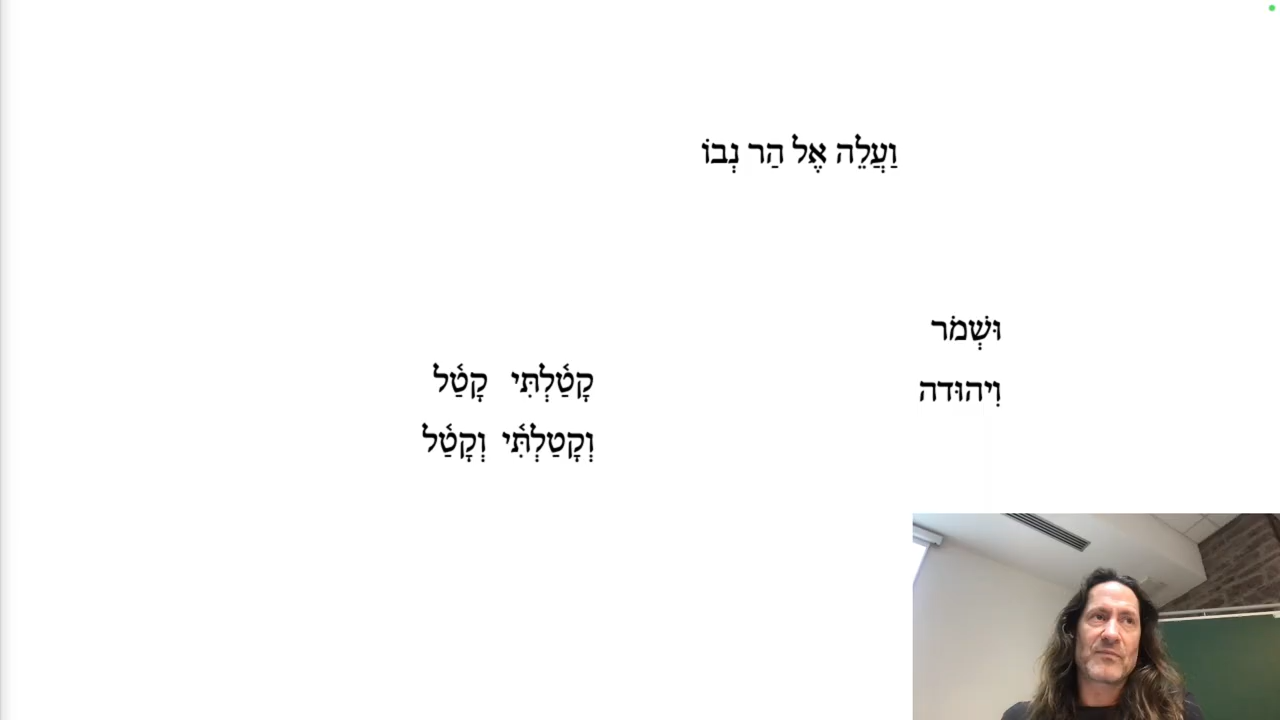 וַעֲלֵה אֶל הַר נְבוֹ
וּשְׁמֹר
וִיהוּדה
קָטַ֫לְתִּי קָטַ֫ל
וְקָטַלְתִּ֫י וְקָטַ֫ל